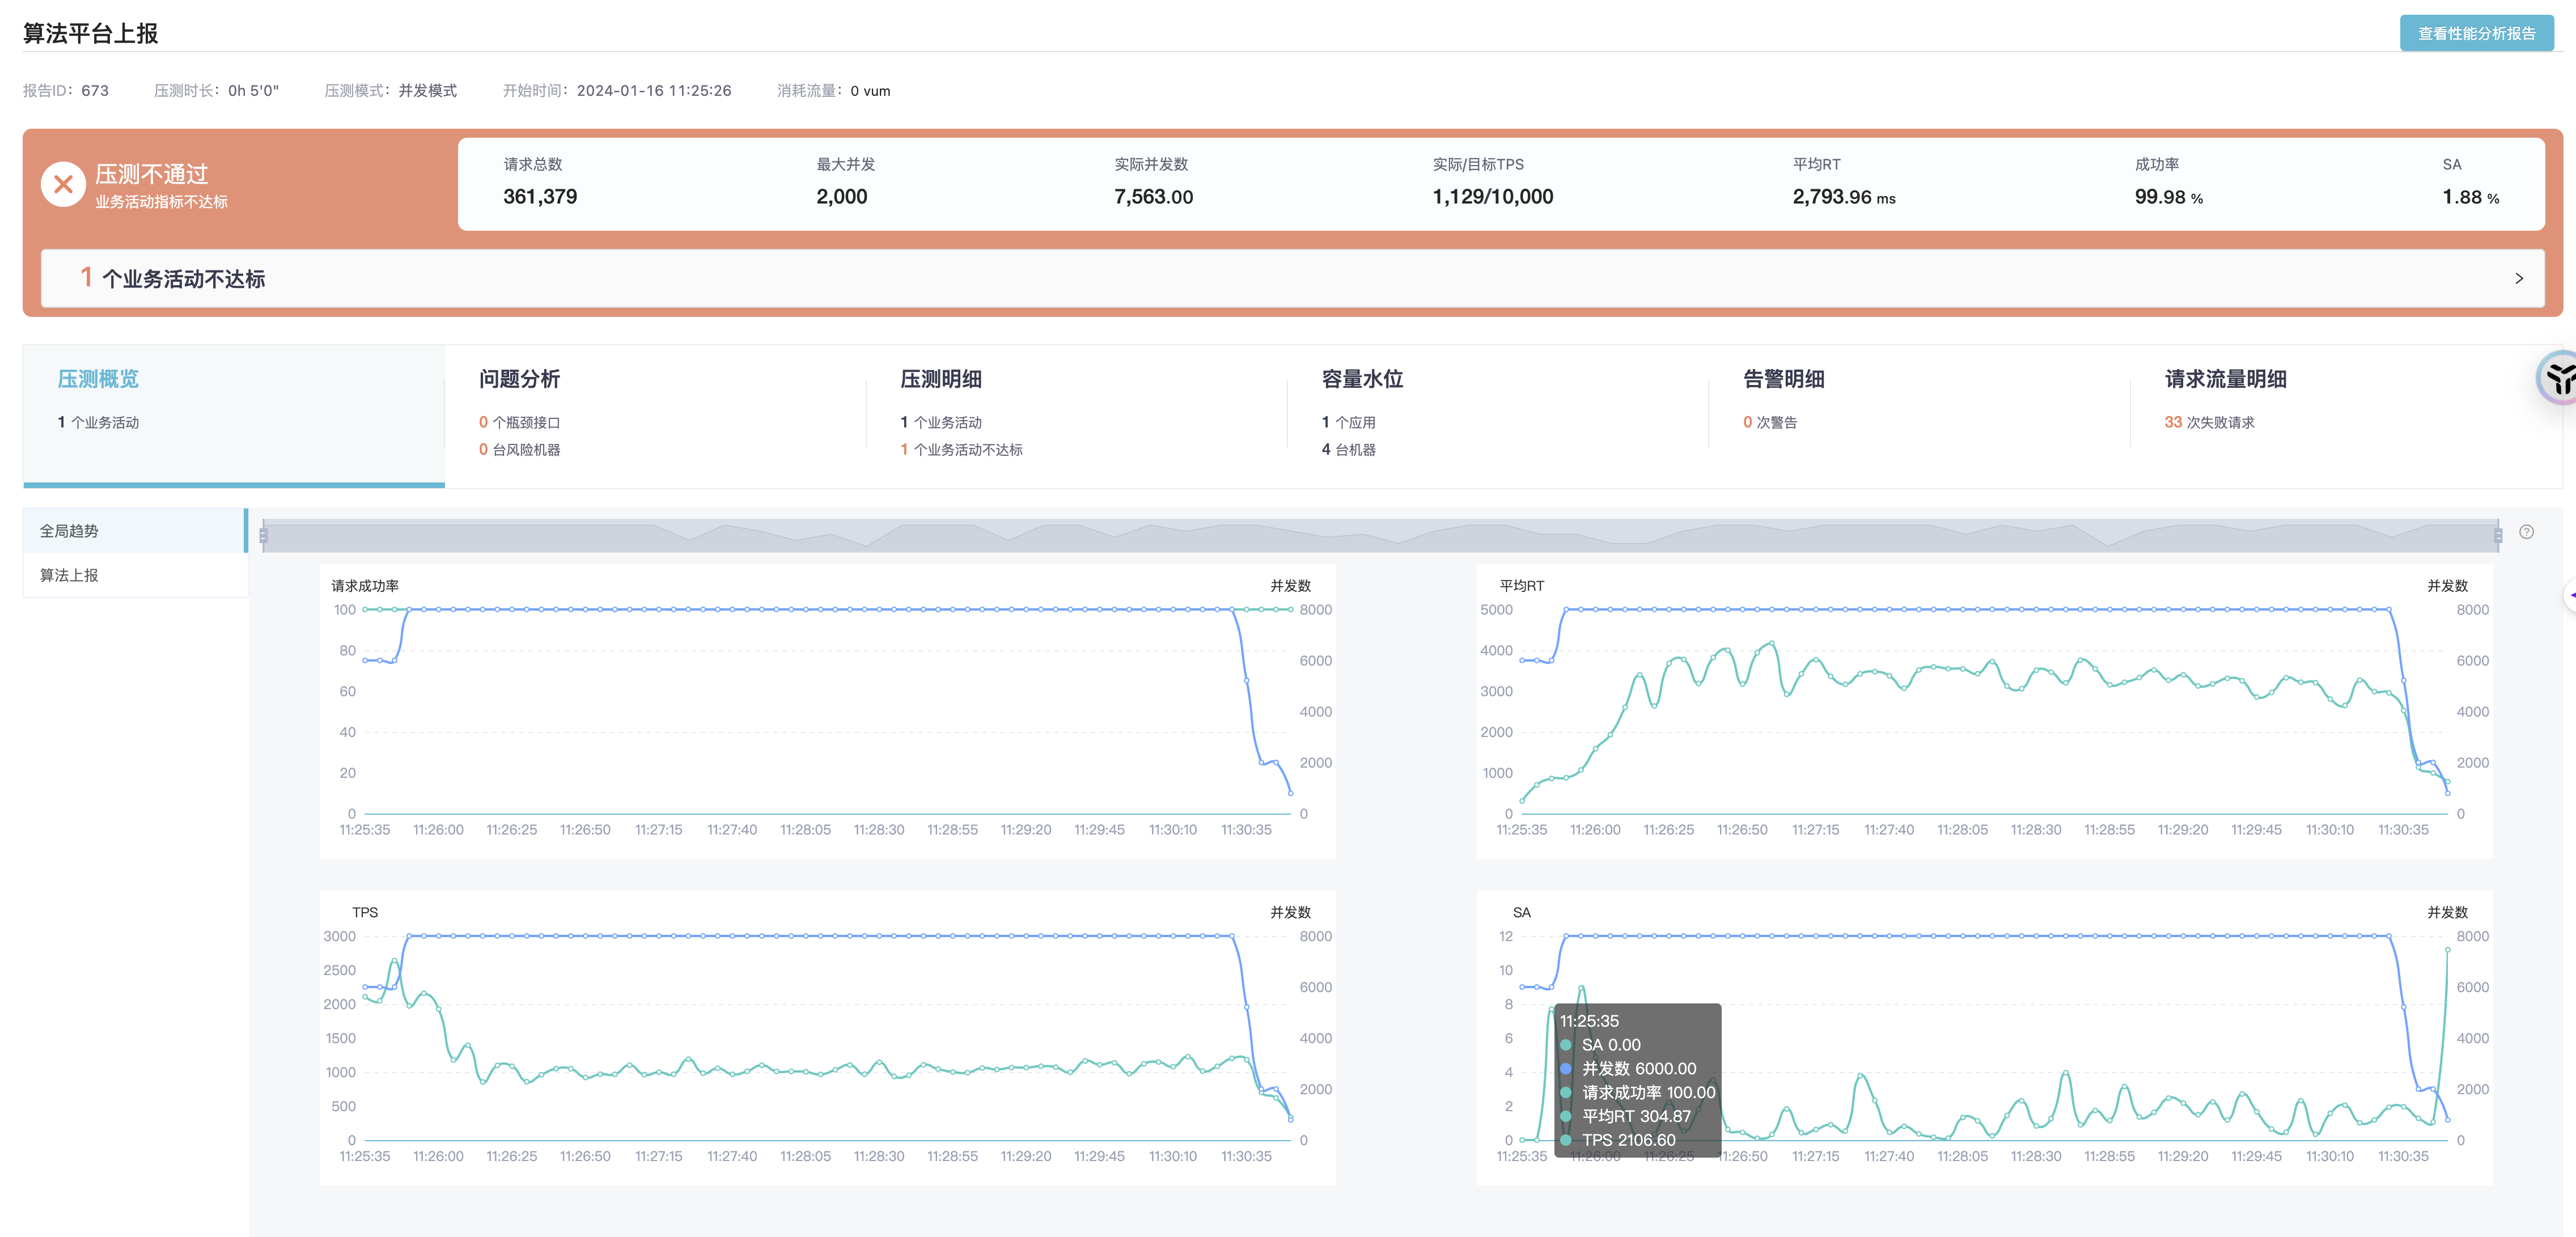 算法平台上报
查看性能分析报告
报告ID：673 压测时长：0h 5'0" 压测模式：并发模式 开始时间：2024-01-16 11:25:26 消耗流量：0 vum
压测不通过
业务活动指标不达标
请求总数 最大并发 实际并发数 实际/目标TPS 平均RT 成功率 SA
361,379 2,000 7,563.00 1,129/10,000 2,793.96 ms 99.98 % 1.88 %
1 个业务活动不达标
压测概览
1 个业务活动
问题分析
0 个瓶颈接口
0 台风险机器
压测明细
1 个业务活动
1 个业务活动不达标
容量水位
1 个应用
4 台机器
告警明细
0 次警告
请求流量明细
33 次失败请求
全局趋势
算法上报
请求成功率 并发数
100 8000
80
6000
60
4000
40
20 2000
0 0
11:25:35 11:26:00 11:26:25 11:26:50 11:27:15 11:27:40 11:28:05 11:28:30 11:28:55 11:29:20 11:29:45 11:30:10 11:30:35
平均RT 并发数
5000 8000
4000
6000
3000
4000
2000
1000 2000
0 0
11:25:35 11:26:00 11:26:25 11:26:50 11:27:15 11:27:40 11:28:05 11:28:30 11:28:55 11:29:20 11:29:45 11:30:10 11:30:35
TPS 并发数
3000 8000
2500
2000 6000
1500 4000
1000
500 2000
0 0
11:25:35 11:26:00 11:26:25 11:26:50 11:27:15 11:27:40 11:28:05 11:28:30 11:28:55 11:29:20 11:29:45 11:30:10 11:30:35
SA 并发数
12 8000
10
8 6000
6 4000
4
2 2000
0 0
11:25:35
SA 0.00
并发数 6000.00
请求成功率 100.00
平均RT 304.87
TPS 2106.60
11:25:35 11:26:00 11:26:25 11:26:50 11:27:15 11:27:40 11:28:05 11:28:30 11:28:55 11:29:20 11:29:45 11:30:10 11:30:35